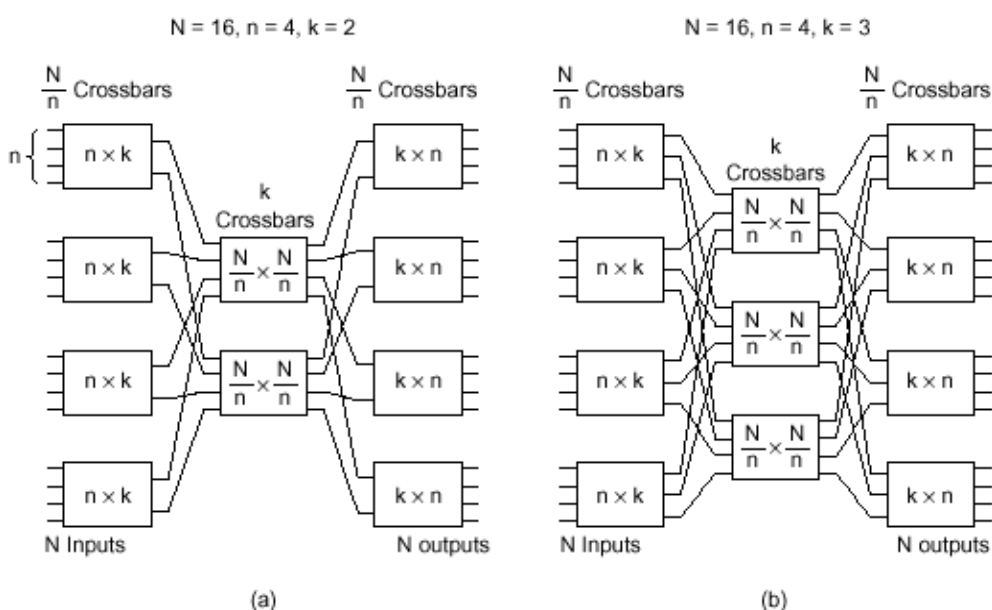 N = 16, n = 4, k = 2
N/n Crossbars
N/n Crossbars
n
n × k
k × n
k
Crossbars
n × k
N/n × N/n
k × n
n × k
N/n × N/n
k × n
n × k
k × n
N Inputs
N outputs
(a)
N = 16, n = 4, k = 3
N/n Crossbars
N/n Crossbars
n × k
k × n
k
Crossbars
N/n × N/n
n × k
k × n
N/n × N/n
n × k
k × n
N/n × N/n
n × k
k × n
N Inputs
N outputs
(b)